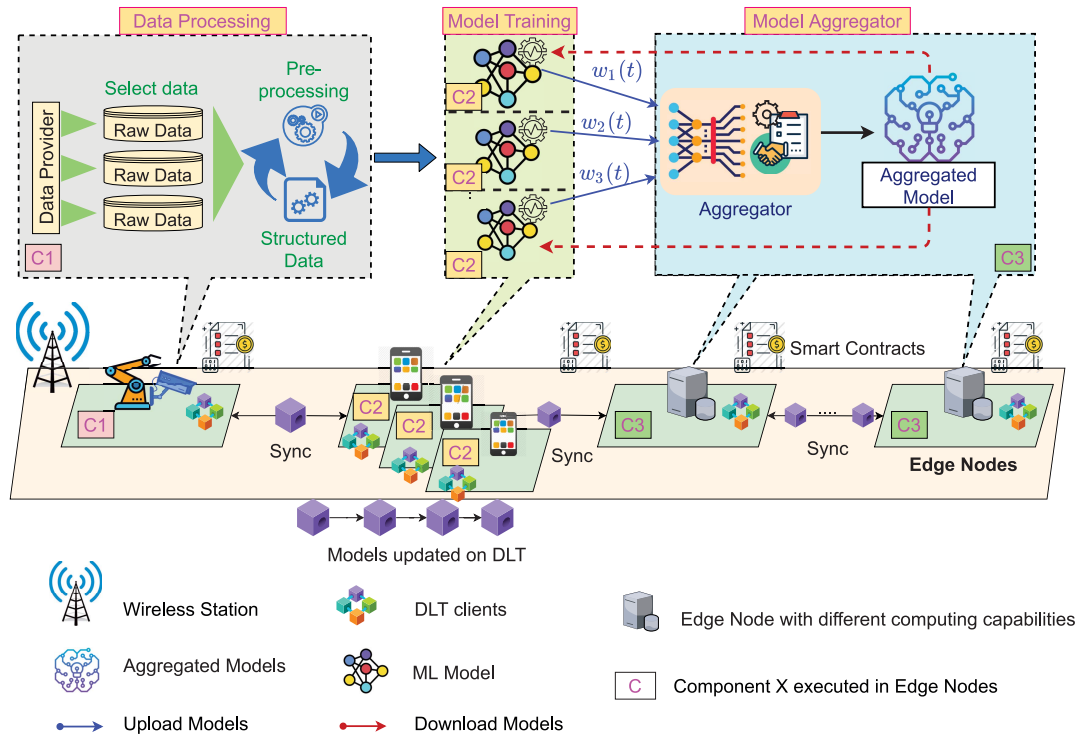 Data Processing
Model Training
Model Aggregator
Data Provider
Select data
Raw Data
Raw Data
Raw Data
Pre-
processing
Structured
Data
C1
C2
C2
C2
w₁(t)
w₂(t)
w₃(t)
Aggregator
Aggregated
Model
C3
Smart Contracts
C1
Sync
C2
C2
C2
Sync
C3
Sync
C3
Edge Nodes
Models updated on DLT
Wireless Station
DLT clients
Edge Node with different computing capabilities
Aggregated Models
ML Model
C
Component X executed in Edge Nodes
Upload Models
Download Models